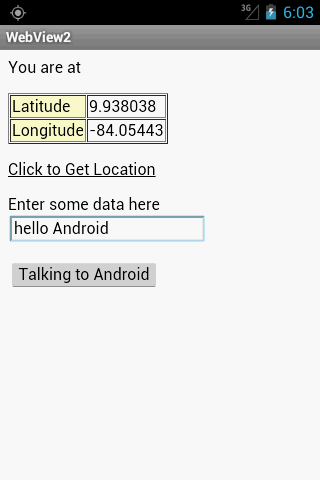 3G 6:03
WebView2
You are at
Latitude 9.938038
Longitude -84.05443
Click to Get Location
Enter some data here
hello Android
Talking to Android